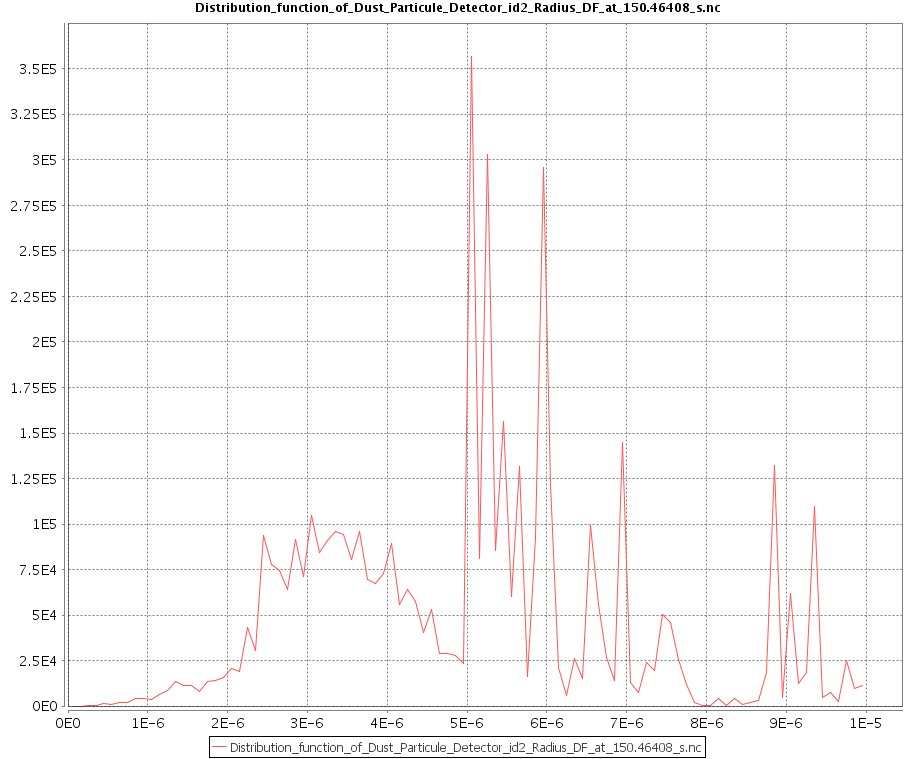 Distribution_function_of_Dust_Particule_Detector_id2_Radius_DF_at_150.46408_s.nc
3.5E5
3.25E5
3E5
2.75E5
2.5E5
2.25E5
2E5
1.75E5
1.5E5
1.25E5
1E5
7.5E4
5E4
2.5E4
0E0
0E0 1E-6 2E-6 3E-6 4E-6 5E-6 6E-6 7E-6 8E-6 9E-6 1E-5
Distribution_function_of_Dust_Particule_Detector_id2_Radius_DF_at_150.46408_s.nc